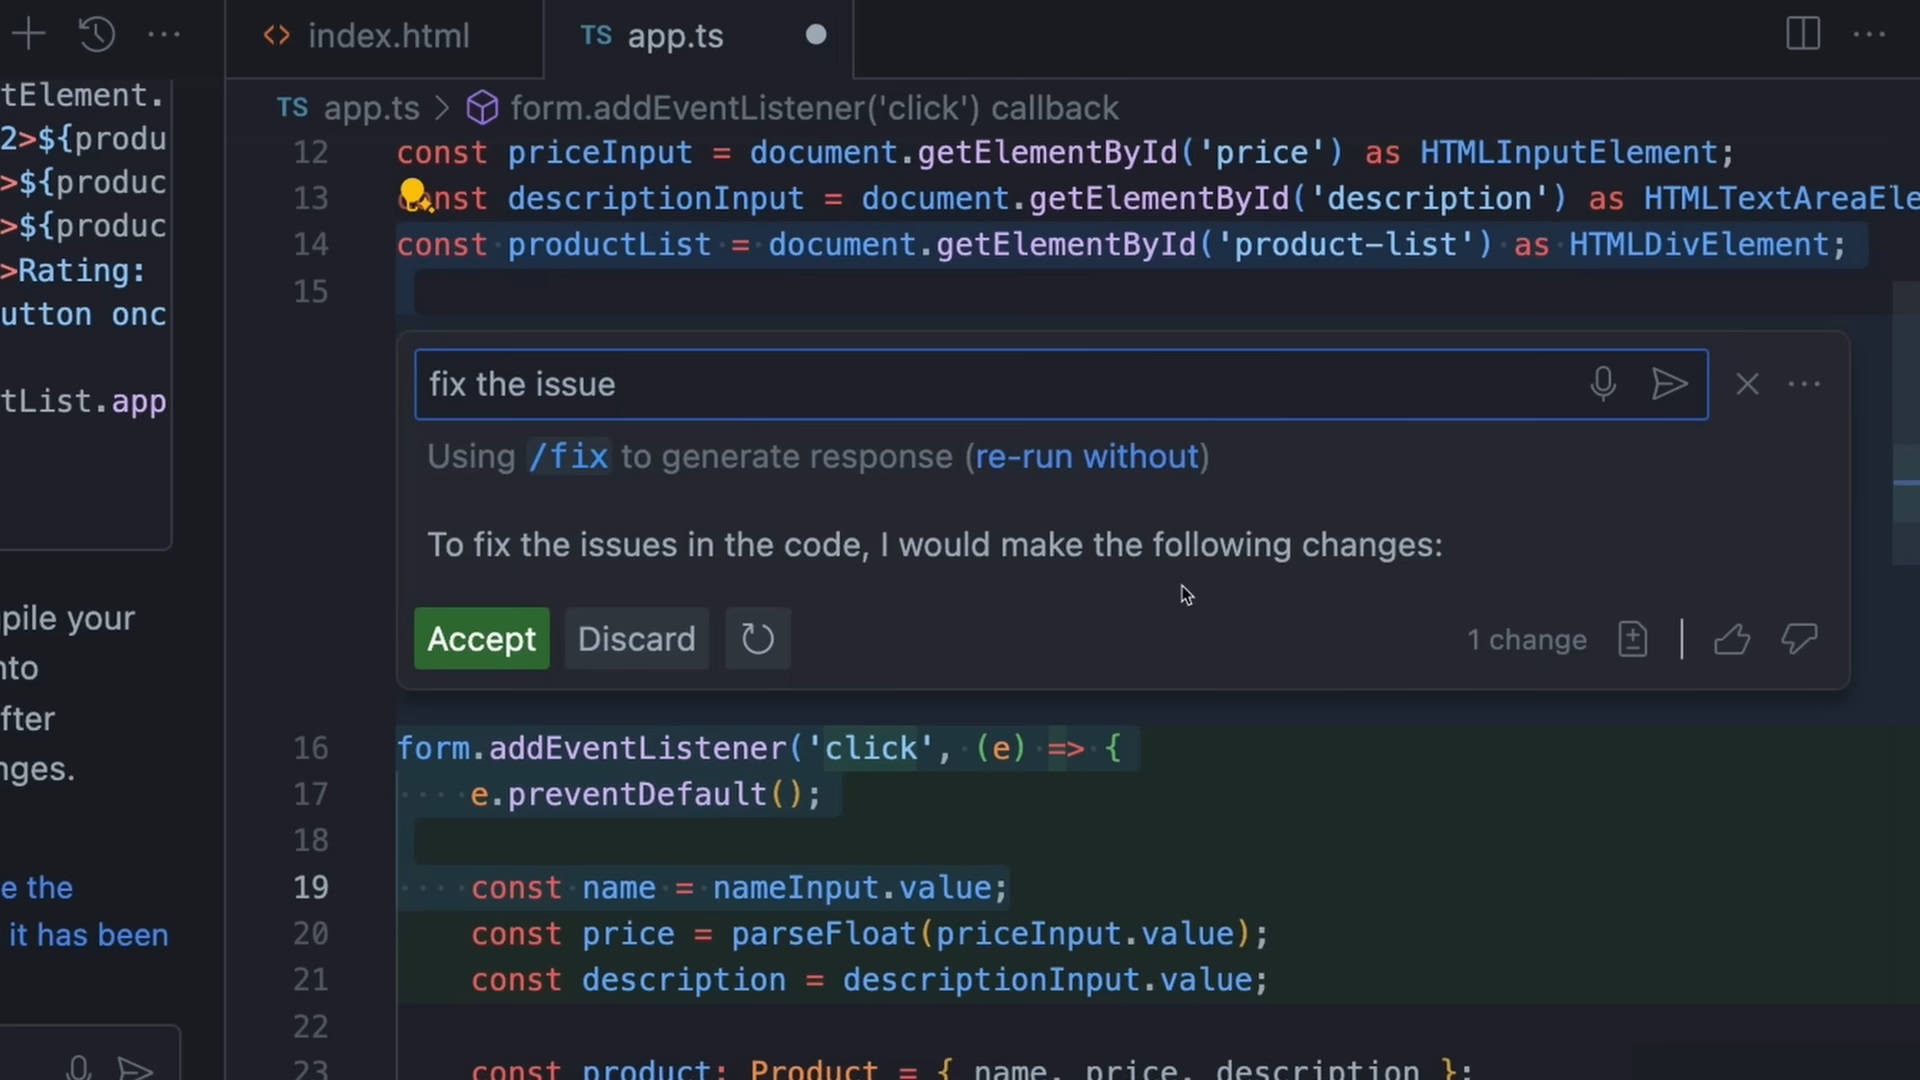 index.html
TS app.ts
tElement.
2>${produ
>${produc
>${produc
>Rating:
utton onc
tList.app
pile your
nto
fter
nges.
e the
it has been
TS app.ts > form.addEventListener('click') callback
12 const priceInput = document.getElementById('price') as HTMLInputElement;
13 const descriptionInput = document.getElementById('description') as HTMLTextAreaEle
14 const productList = document.getElementById('product-list') as HTMLDivElement;
15
fix the issue
Using /fix to generate response (re-run without)
To fix the issues in the code, I would make the following changes:
Accept Discard 1 change
16 form.addEventListener('click', (e) => {
17 e.preventDefault();
18
19 const name = nameInput.value;
20 const price = parseFloat(priceInput.value);
21 const description = descriptionInput.value;
22
23 const product: Product = { name, price, description };